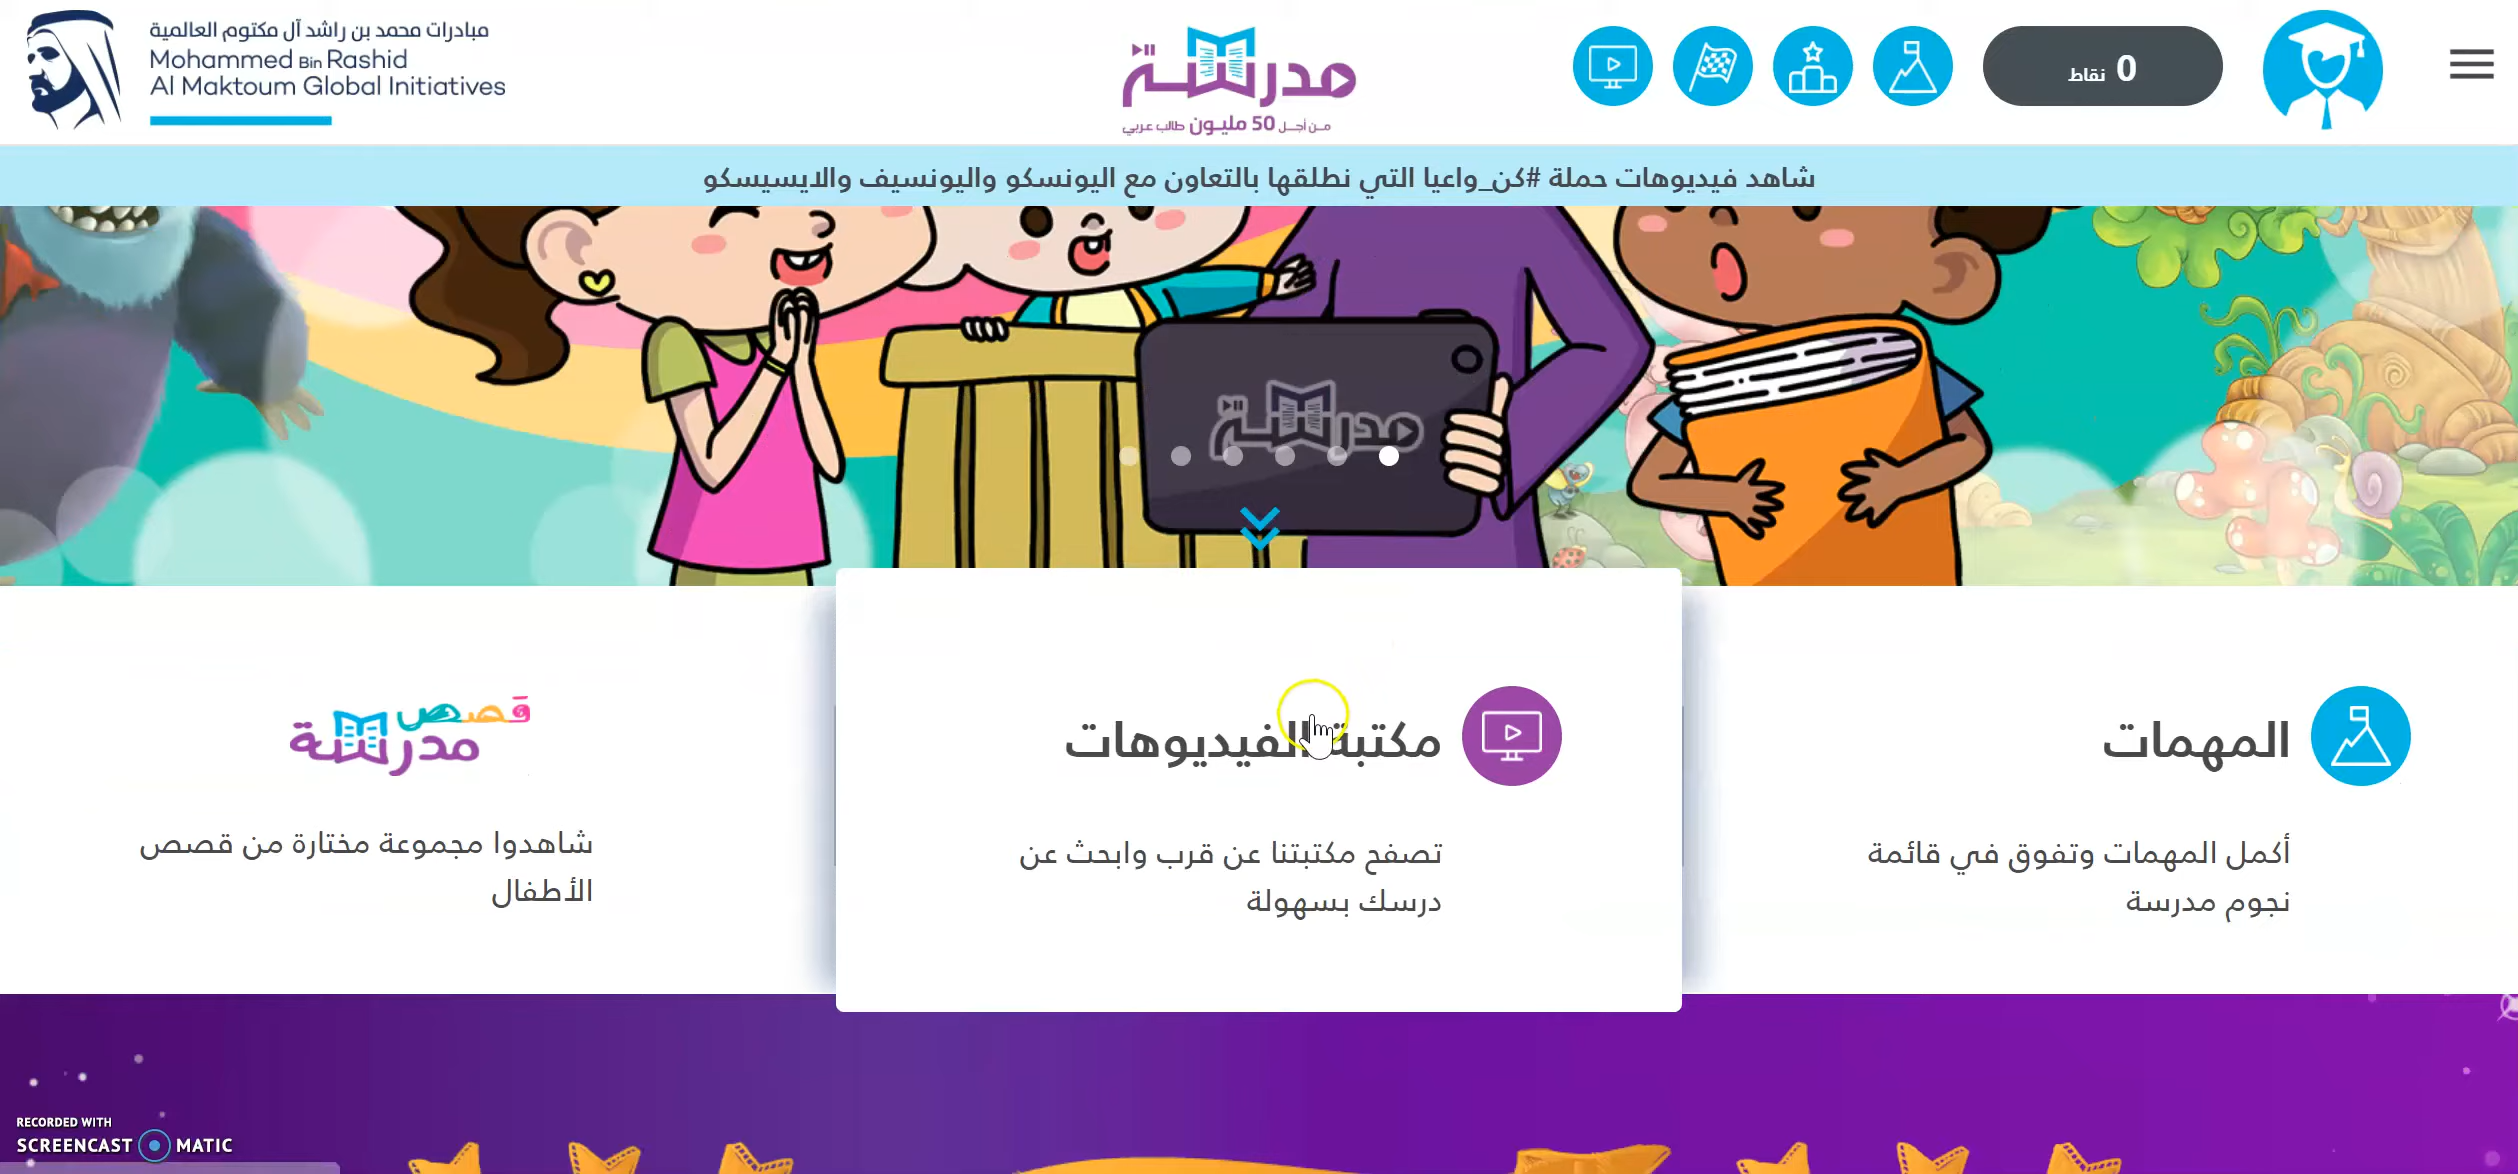 مبادرات محمد بن راشد آل مكتوم العالمية
Mohammed Bin Rashid
Al Maktoum Global Initiatives
مدرسة
من أجل 50 مليون طالب عربي
0 نقاط
شاهد فيديوهات حملة #كن_واعيا التي نطلقها بالتعاون مع اليونسكو واليونسيف والايسيسكو
مدرسة
المهمات
أكمل المهمات وتفوق في قائمة
نجوم مدرسة
مكتبة الفيديوهات
تصفح مكتبتنا عن قرب وابحث عن
درسك بسهولة
قصص
مدرسة
شاهدوا مجموعة مختارة من قصص
الأطفال
RECORDED WITH
SCREENCAST MATIC